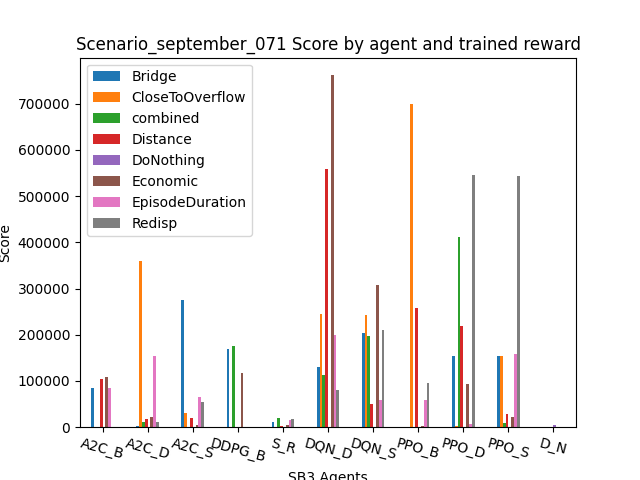 Scenario_september_071 Score by agent and trained reward
Bridge
CloseToOverflow
combined
Distance
DoNothing
Economic
EpisodeDuration
Redisp
700000
600000
500000
400000
300000
200000
100000
0
Score
A2C_B A2C_D A2C_S DDPG_B S_R DQN_D DQN_S PPO_B PPO_D PPO_S D_N
SB3 Agents